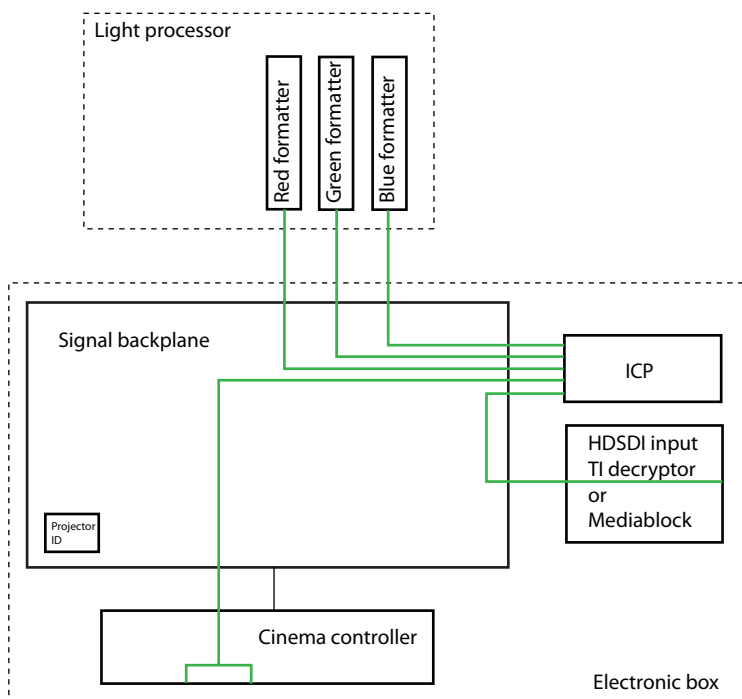 Light processor
Red formatter
Green formatter
Blue formatter
Signal backplane
ICP
HDSDI input
TI decryptor
or
Mediablock
Projector
ID
Cinema controller
Electronic box